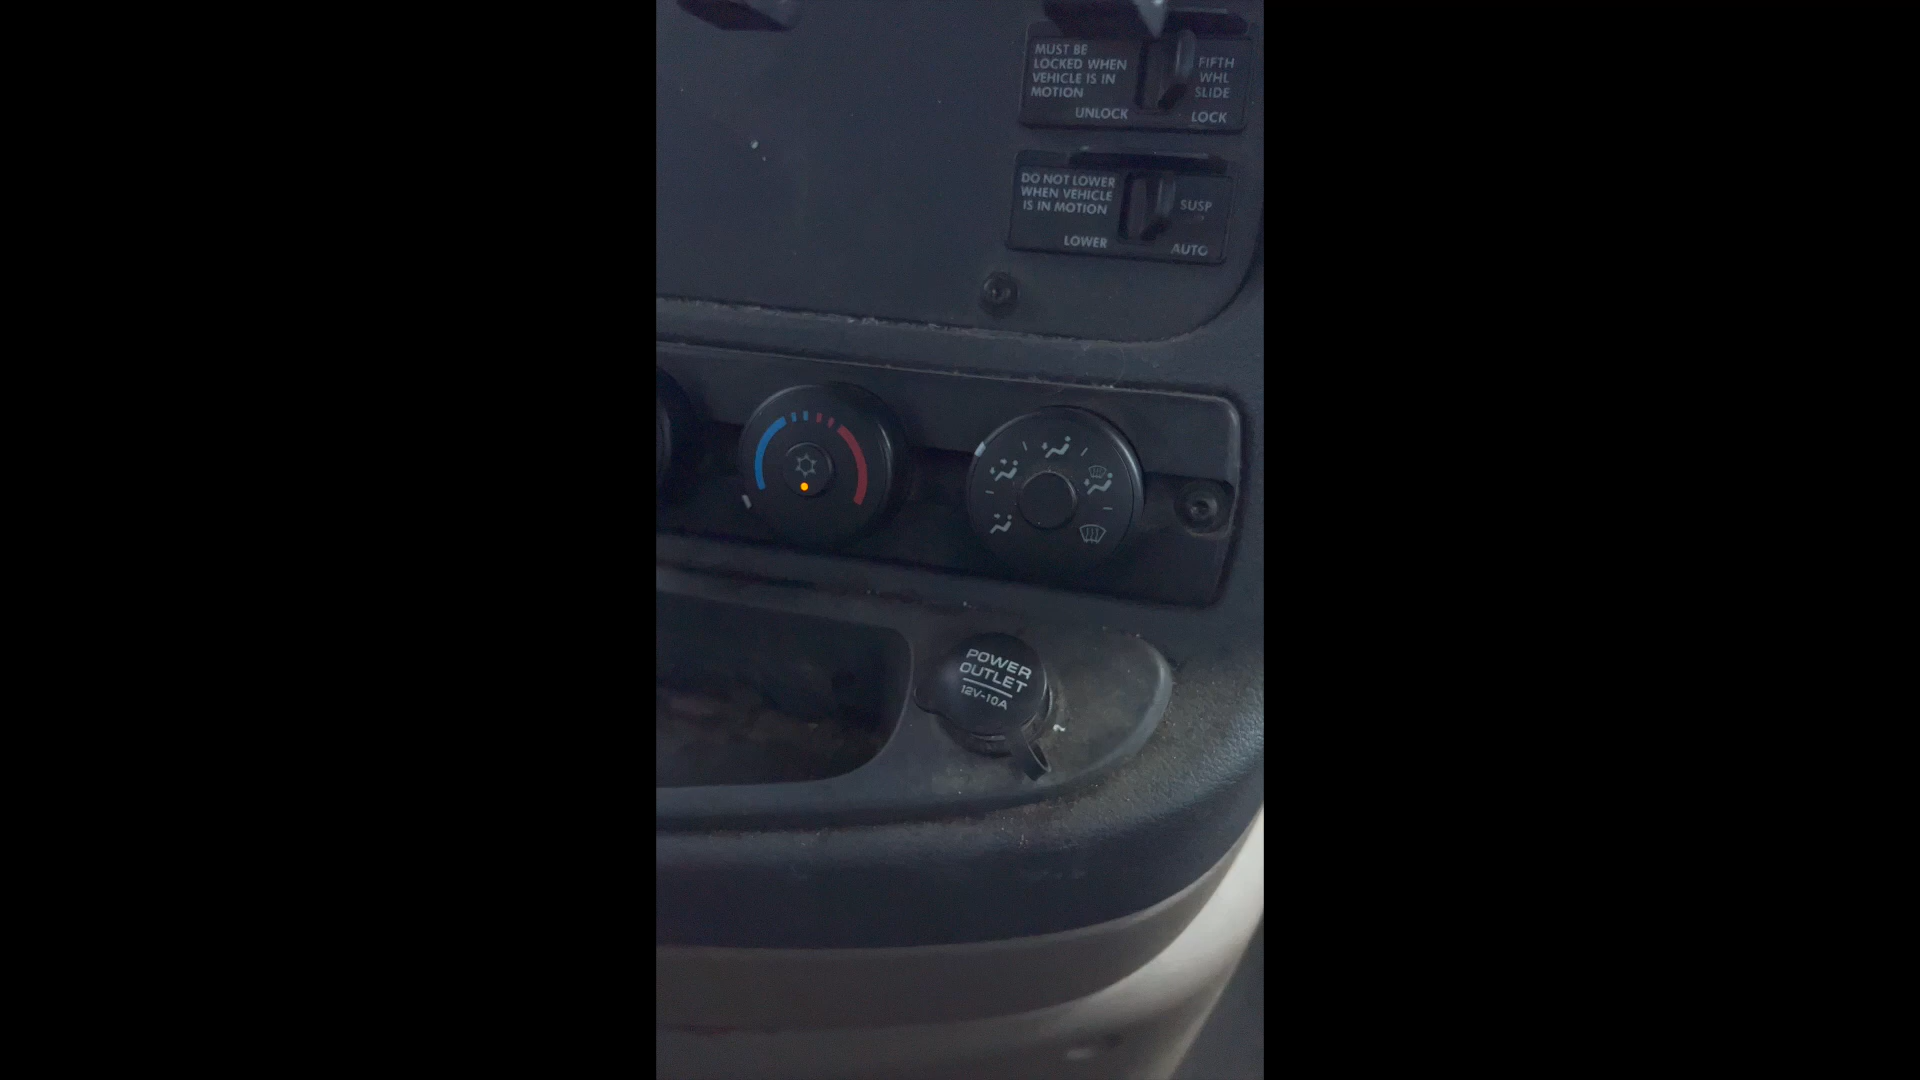 MUST BE
LOCKED WHEN
VEHICLE IS IN
MOTION
UNLOCK
FIFTH
WHL
SLIDE
LOCK
DO NOT LOWER
WHEN VEHICLE
IS IN MOTION
LOWER
SUSP
AUTO
POWER
OUTLET
12V-10A